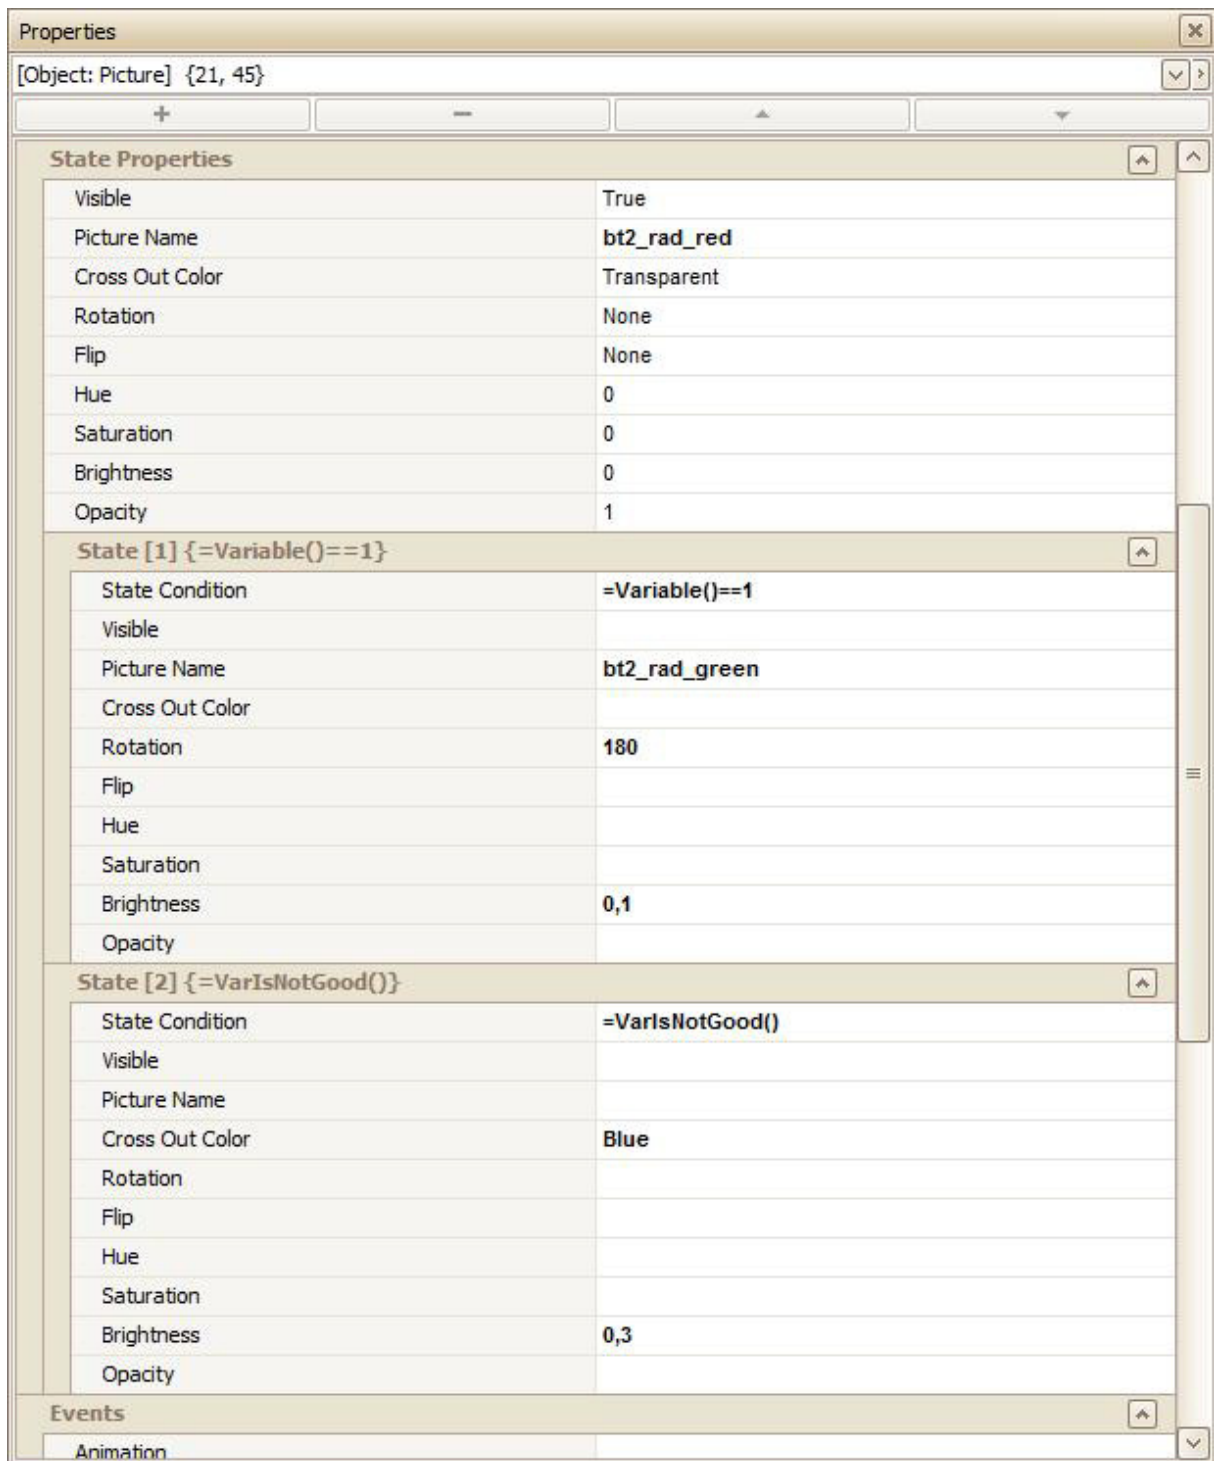 Properties
[Object: Picture] {21, 45}
State Properties
Visible True
Picture Name bt2_rad_red
Cross Out Color Transparent
Rotation None
Flip None
Hue 0
Saturation 0
Brightness 0
Opacity 1
State [1] {=Variable()==1}
State Condition =Variable()==1
Visible
Picture Name bt2_rad_green
Cross Out Color
Rotation 180
Flip
Hue
Saturation
Brightness 0,1
Opacity
State [2] {=VarIsNotGood()}
State Condition =VarIsNotGood()
Visible
Picture Name
Cross Out Color Blue
Rotation
Flip
Hue
Saturation
Brightness 0,3
Opacity
Events
Animation